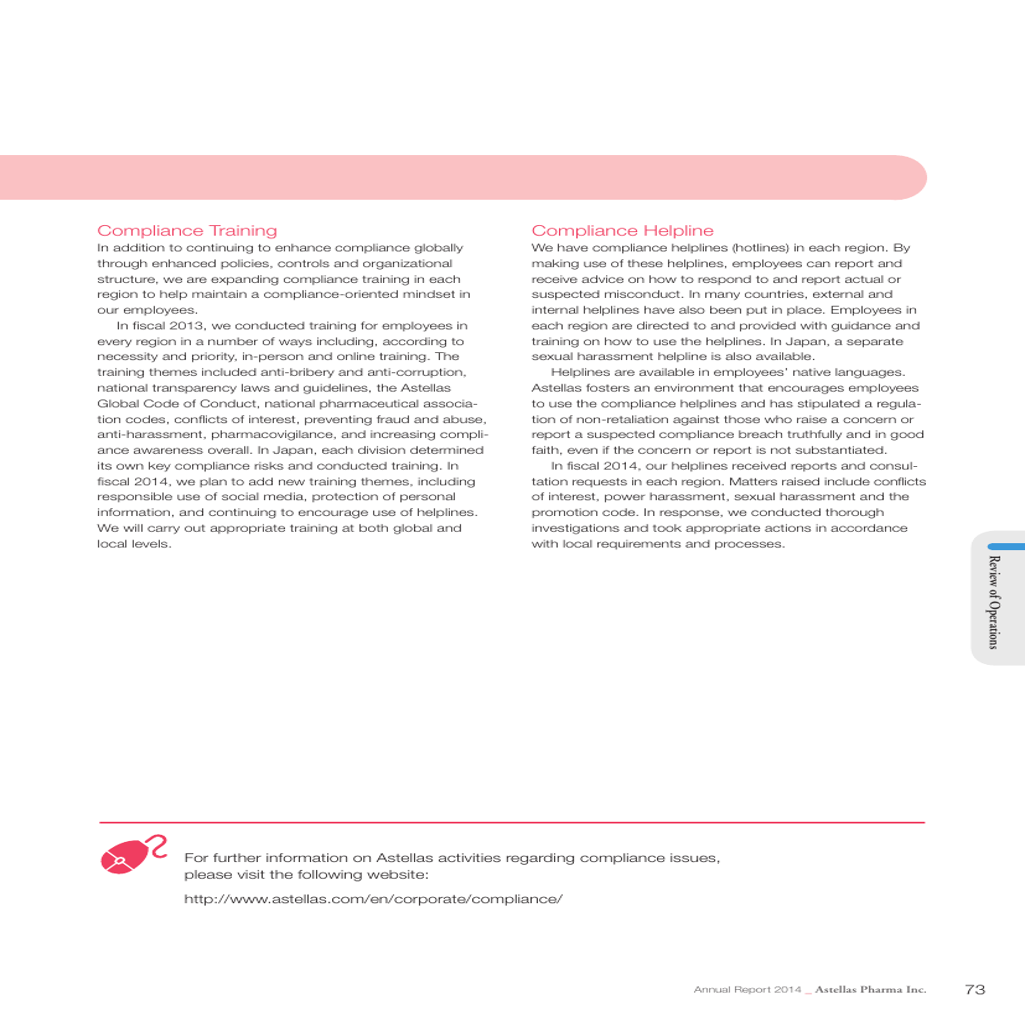 Compliance Training
In addition to continuing to enhance compliance globally
through enhanced policies, controls and organizational
structure, we are expanding compliance training in each
region to help maintain a compliance-oriented mindset in
our employees.
In fiscal 2013, we conducted training for employees in
every region in a number of ways including, according to
necessity and priority, in-person and online training. The
training themes included anti-bribery and anti-corruption,
national transparency laws and guidelines, the Astellas
Global Code of Conduct, national pharmaceutical associa-
tion codes, conflicts of interest, preventing fraud and abuse,
anti-harassment, pharmacovigilance, and increasing compli-
ance awareness overall. In Japan, each division determined
its own key compliance risks and conducted training. In
fiscal 2014, we plan to add new training themes, including
responsible use of social media, protection of personal
information, and continuing to encourage use of helplines.
We will carry out appropriate training at both global and
local levels.
Compliance Helpline
We have compliance helplines (hotlines) in each region. By
making use of these helplines, employees can report and
receive advice on how to respond to and report actual or
suspected misconduct. In many countries, external and
internal helplines have also been put in place. Employees in
each region are directed to and provided with guidance and
training on how to use the helplines. In Japan, a separate
sexual harassment helpline is also available.
Helplines are available in employees' native languages.
Astellas fosters an environment that encourages employees
to use the compliance helplines and has stipulated a regula-
tion of non-retaliation against those who raise a concern or
report a suspected compliance breach truthfully and in good
faith, even if the concern or report is not substantiated.
In fiscal 2014, our helplines received reports and consul-
tation requests in each region. Matters raised include conflicts
of interest, power harassment, sexual harassment and the
promotion code. In response, we conducted thorough
investigations and took appropriate actions in accordance
with local requirements and processes.
Review of Operations
For further information on Astellas activities regarding compliance issues,
please visit the following website:
http://www.astellas.com/en/corporate/compliance/
Annual Report 2014 _ Astellas Pharma Inc. 73